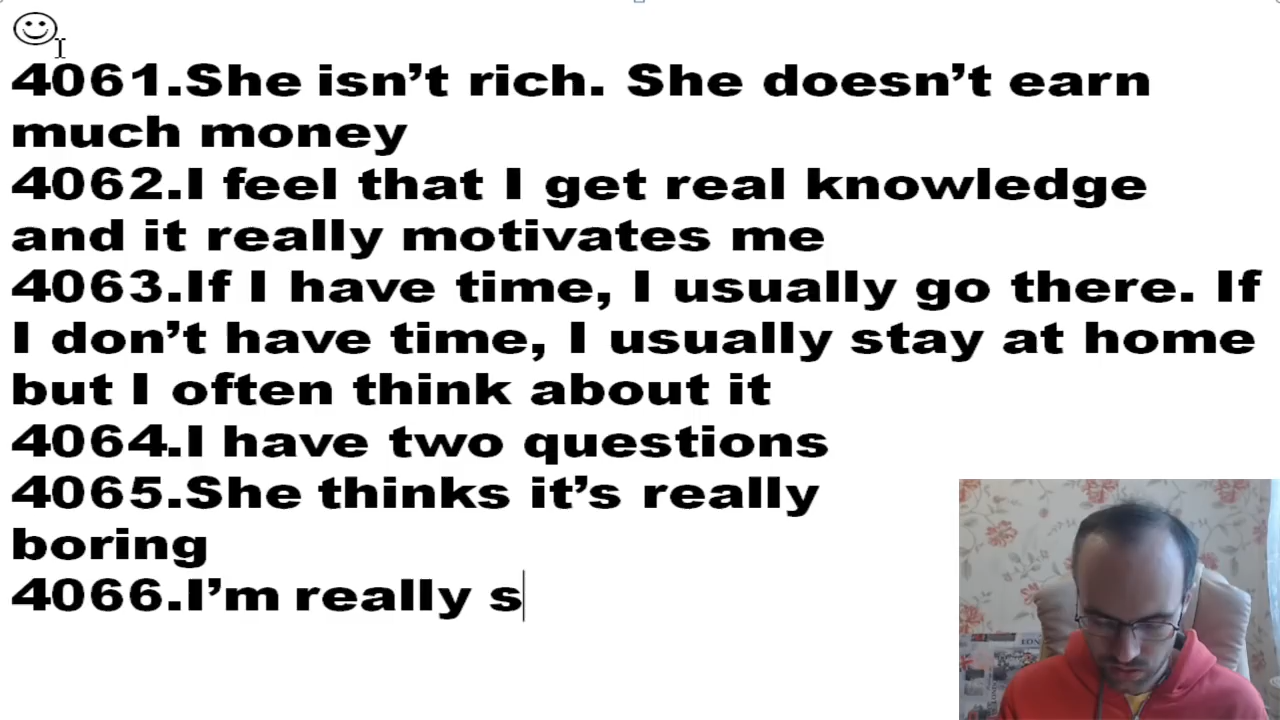 4061.She isn’t rich. She doesn’t earn
much money
4062.I feel that I get real knowledge
and it really motivates me
4063.If I have time, I usually go there. If
I don’t have time, I usually stay at home
but I often think about it
4064.I have two questions
4065.She thinks it’s really
boring
4066.I’m really s